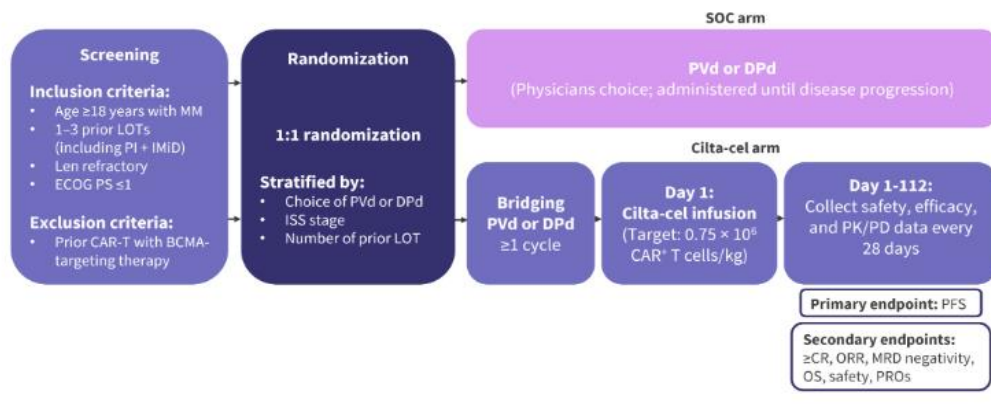 Screening
Inclusion criteria:
• Age ≥18 years with MM
• 1–3 prior LOTs
(including PI + IMiD)
• Len refractory
• ECOG PS ≤1
Exclusion criteria:
• Prior CAR-T with BCMA-
targeting therapy
Randomization
1:1 randomization
Stratified by:
• Choice of PVd or DPd
• ISS stage
• Number of prior LOT
SOC arm
PVd or DPd
(Physicians choice; administered until disease progression)
Cilta-cel arm
Bridging
PVd or DPd
≥1 cycle
Day 1:
Cilta-cel infusion
(Target: 0.75 × 10⁶
CAR⁺ T cells/kg)
Day 1-112:
Collect safety, efficacy,
and PK/PD data every
28 days
Primary endpoint: PFS
Secondary endpoints:
≥CR, ORR, MRD negativity,
OS, safety, PROs